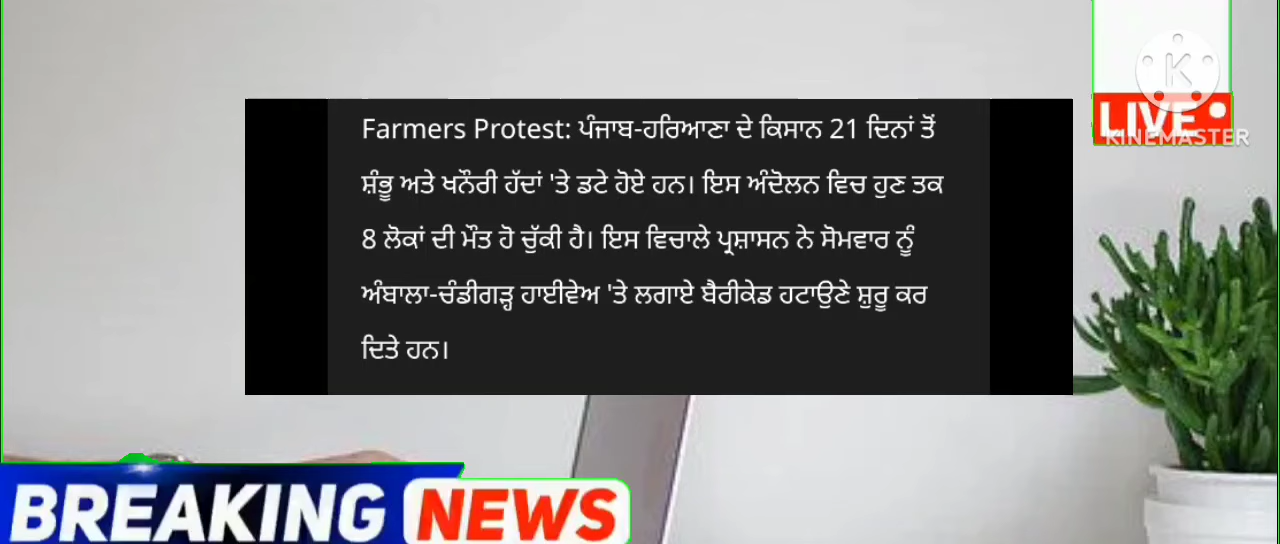 LIVE
KINEMASTER
Farmers Protest: ਪੰਜਾਬ-ਹਰਿਆਣਾ ਦੇ ਕਿਸਾਨ 21 ਦਿਨਾਂ ਤੋਂ
ਸ਼ੰਭੂ ਅਤੇ ਖਨੌਰੀ ਹੱਦਾਂ 'ਤੇ ਡਟੇ ਹੋਏ ਹਨ। ਇਸ ਅੰਦੋਲਨ ਵਿਚ ਹੁਣ ਤਕ
8 ਲੋਕਾਂ ਦੀ ਮੌਤ ਹੋ ਚੁੱਕੀ ਹੈ। ਇਸ ਵਿਚਾਲੇ ਪ੍ਰਸ਼ਾਸਨ ਨੇ ਸੋਮਵਾਰ ਨੂੰ
ਅੰਬਾਲਾ-ਚੰਡੀਗੜ੍ਹ ਹਾਈਵੇਅ 'ਤੇ ਲਗਾਏ ਬੈਰੀਕੇਡ ਹਟਾਉਣੇ ਸ਼ੁਰੂ ਕਰ
ਦਿਤੇ ਹਨ।
BREAKING NEWS